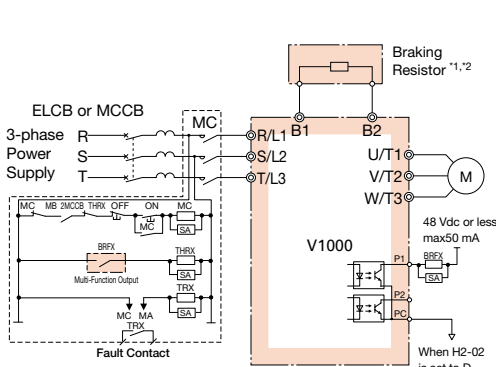 Braking
Resistor *1,*2
ELCB or MCCB
MC
3-phase
Power
Supply
R
S
T
R/L1
S/L2
T/L3
B1
B2
U/T1
V/T2
W/T3
M
MC MB 2MCCB THRX OFF ON MC
MC
SA
BRFX
THRX
SA
Multi-Function Output
TRX
SA
MC MA
TRX
Fault Contact
V1000
48 Vdc or less
max50 mA
P1
BRFX
SA
P2
PC
When H2-02
is set to D